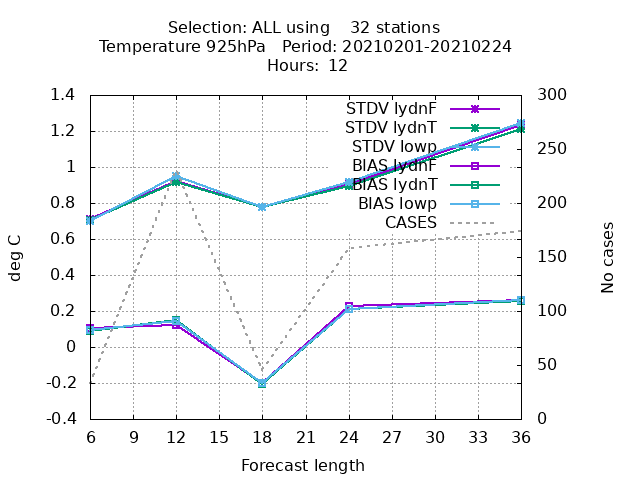 Selection: ALL using 32 stations
Temperature 925hPa Period: 20210201-20210224
Hours: 12
1.4
1.2
1
0.8
0.6
0.4
0.2
0
-0.2
-0.4
deg C
STDV lydnF
STDV lydnT
STDV lowp
BIAS lydnF
BIAS lydnT
BIAS lowp
CASES
300
250
200
150
100
50
0
No cases
6 9 12 15 18 21 24 27 30 33 36
Forecast length